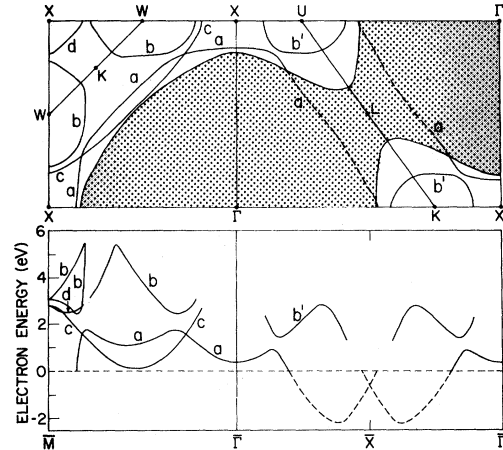 X W X U Γ
d b c b'
a
K
a
W b a L a
c a b'
X Γ K X
ELECTRON ENERGY (eV)
6
b b b b'
4
d
2 c a c
a
0
-2
M̄ Γ̄ X̄ Γ̄